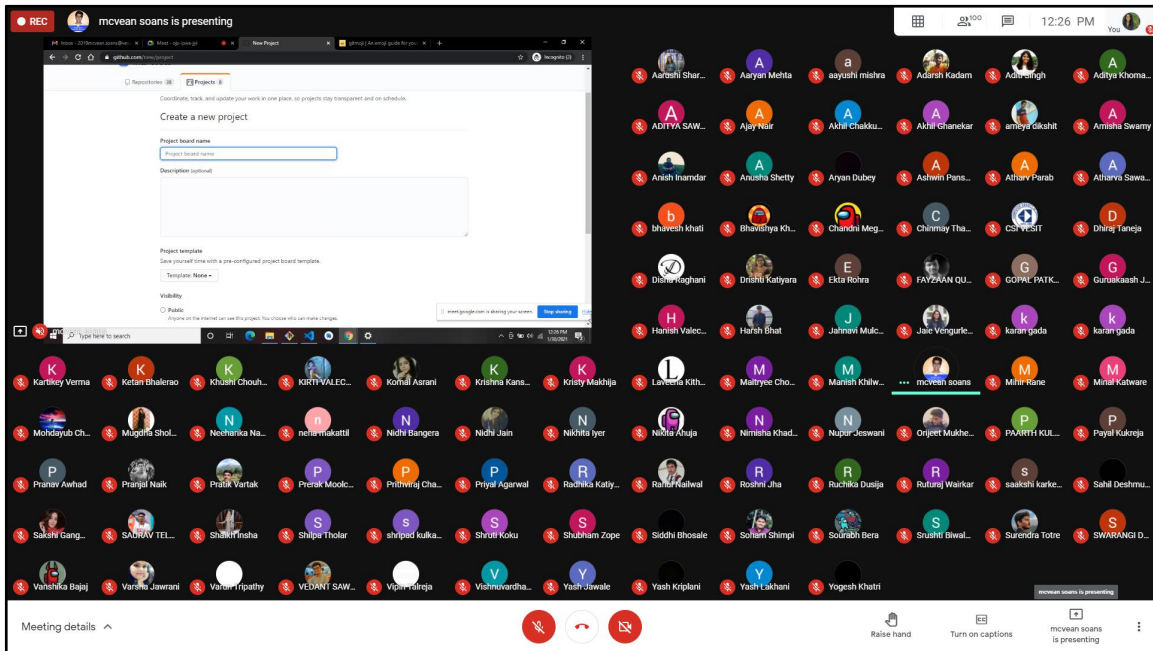 REC
mcvean soans is presenting
100
12:26 PM
You
New Project
github.com/new/project
Incognito (2)
Repositories 38
Projects 8
Coordinate, track, and update your work in one place, so projects stay transparent and on schedule.
Create a new project
Project board name
Project board name
Description (optional)
Project template
Save yourself time with a pre-configured project board template.
Template: None
Visibility
Public
Anyone on the internet can see this project. You choose who can make changes.
meet.google.com is sharing your screen.
Stop sharing
Hide
Type here to search
12:26 PM
1/30/2021
Aarushi Shar...
A
Aaryan Mehta
a
aayushi mishra
Adarsh Kadam
Aditi Singh
A
Aditya Khoma...
A
ADITYA SAW...
A
Ajay Nair
A
Akhil Chakku...
A
Akhil Ghanekar
ameya dikshit
A
Amisha Swamy
Anish Inamdar
A
Anusha Shetty
Aryan Dubey
A
Ashwin Pans...
A
Atharv Parab
A
Atharva Sawa...
b
bhavesh khati
Bhavishya Kh...
Chandni Meg...
C
Chinmay Tha...
CSI VESIT
D
Dhiraj Taneja
Disha Raghani
Drishti Katiyara
E
Ekta Rohra
FAYZAAN QU...
G
GOPAL PATK...
G
Guruakaash J...
H
Hanish Valec...
Harsh Bhat
J
Jahnavi Mulc...
Jaie Vengurle...
k
karan gada
k
karan gada
K
Kartikey Verma
K
Ketan Bhalerao
K
Khushi Chouh...
KIRTI VALEC...
Komal Asrani
K
Krishna Kans...
K
Kristy Makhija
L
Laveena Kith...
M
Maitryee Cho...
M
Manish Khilw...
mcvean soans
M
Mihir Rane
M
Minal Katware
Mohdayub Ch...
Mugdha Shol...
N
Neeharika Na...
n
neha makattil
N
Nidhi Bangera
Nidhi Jain
N
Nikhita Iyer
Nikita Ahuja
N
Nimisha Khad...
N
Nupur Jeswani
Orijeet Mukhe...
P
PAARTH KUL...
P
Payal Kukreja
P
Pranav Awhad
Pranjal Naik
Pratik Vartak
P
Prerak Moolc...
P
Prithviraj Cha...
P
Priyal Agarwal
R
Radhika Katiy...
Rahul Nailwal
R
Roshni Jha
R
Ruchika Dusija
R
Ruturaj Wairkar
s
saakshi karke...
Sahil Deshmu...
Sakshi Gang...
SAURAV TEL...
Shaikh Insha
S
Shilpa Tholar
s
shripad kulka...
S
Shruti Koku
S
Shubham Zope
Siddhi Bhosale
Soham Shimpi
Sourabh Bera
S
Srushti Biwal...
Surendra Totre
S
SWARANGI D...
Vanshika Bajaj
Varsha Jawrani
Varun Tripathy
VEDANT SAW...
Vipin Talreja
V
Vishnuvardha...
Y
Yash Jawale
Yash Kriplani
Y
Yash Lakhani
Yogesh Khatri
mcvean soans is presenting
Meeting details
Raise hand
CC
Turn on captions
mcvean soans
is presenting